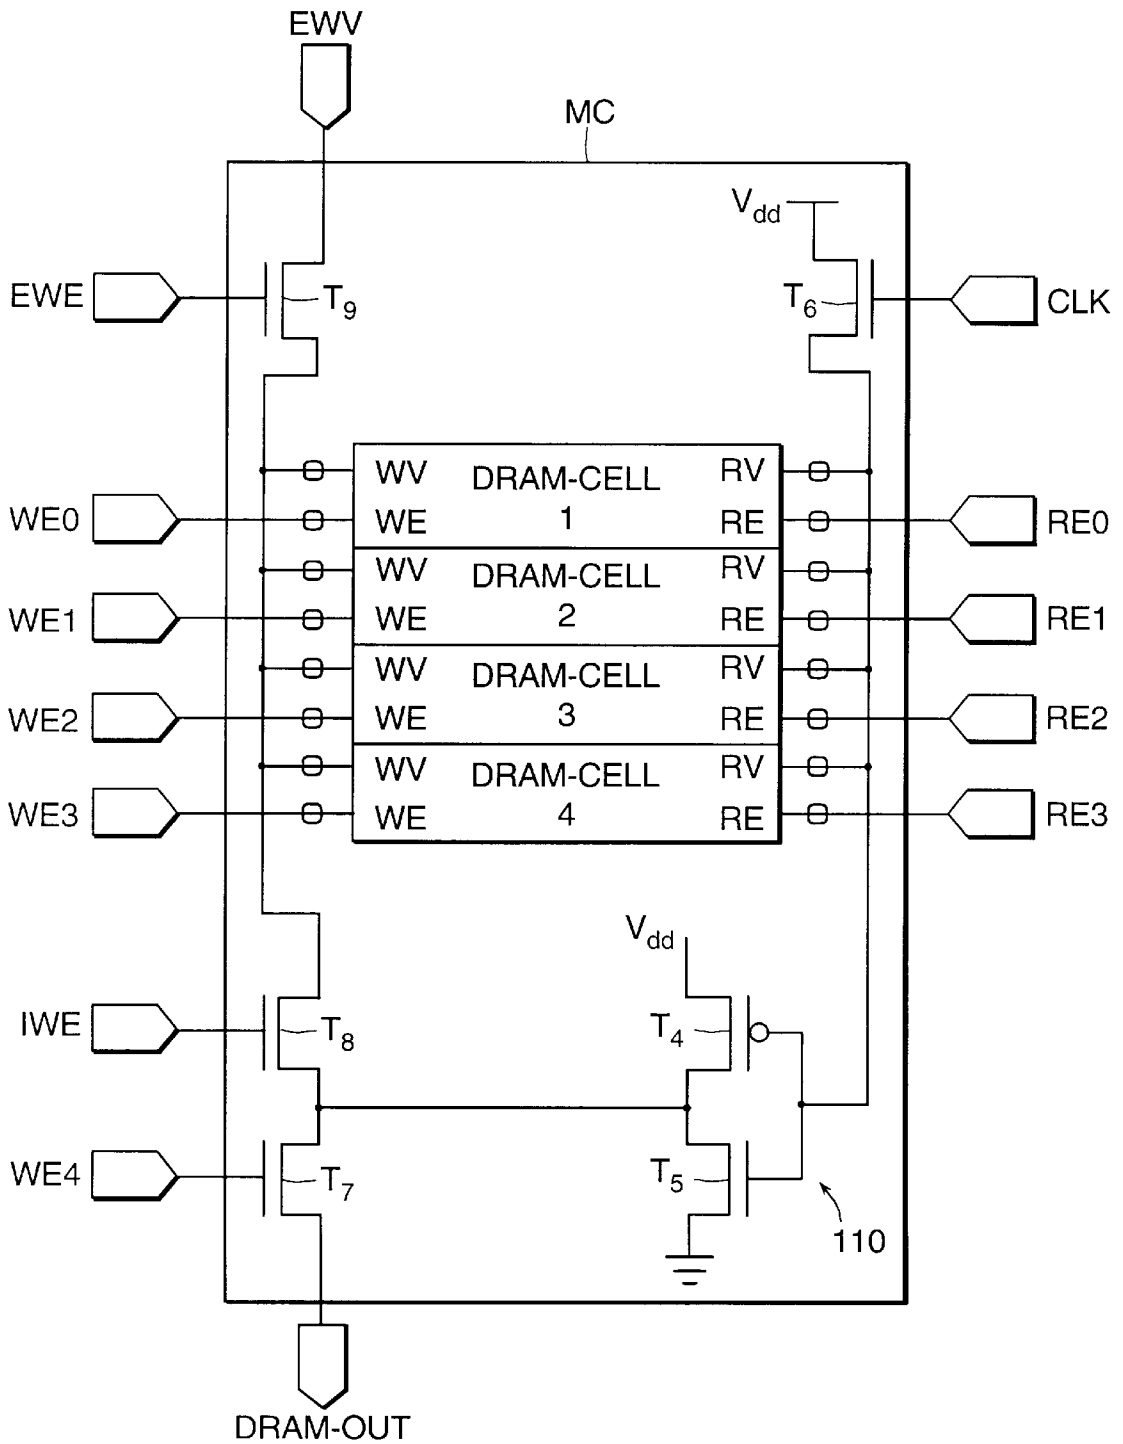 EWV
MC
Vdd
EWE
T9
T6
CLK
WV DRAM-CELL RV
WE0 WE 1 RE RE0
WV DRAM-CELL RV
WE1 WE 2 RE RE1
WV DRAM-CELL RV
WE2 WE 3 RE RE2
WV DRAM-CELL RV
WE3 WE 4 RE RE3
Vdd
IWE
T8
T4
WE4
T7
T5
110
DRAM-OUT